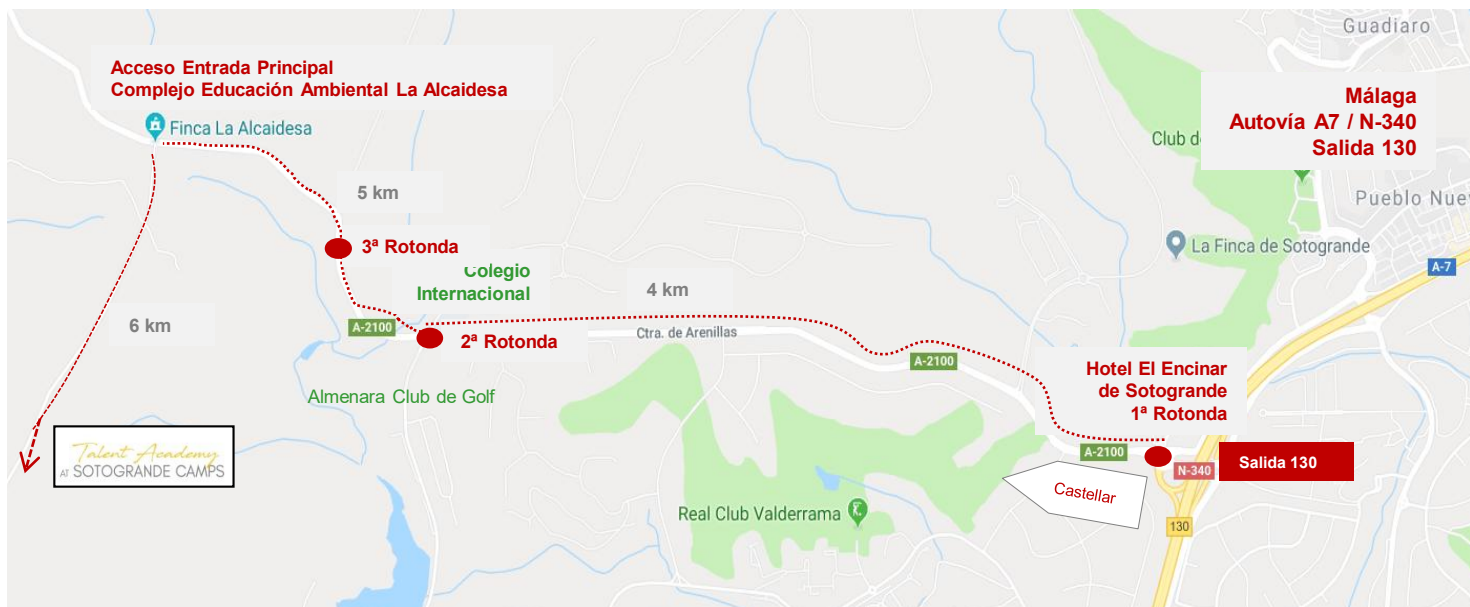 Guadiaro
Acceso Entrada Principal
Complejo Educación Ambiental La Alcaidesa
Málaga
Autovía A7 / N-340
Salida 130
Finca La Alcaidesa
Club de
5 km
Pueblo Nuev
3ª Rotonda
La Finca de Sotogrande
A-7
Colegio
Internacional
4 km
6 km
A-2100
2ª Rotonda
Ctra. de Arenillas
A-2100
Hotel El Encinar
de Sotogrande
1ª Rotonda
Almenara Club de Golf
Talent Academy
AT SOTOGRANDE CAMPS
A-2100
N-340
Salida 130
Castellar
Real Club Valderrama
130